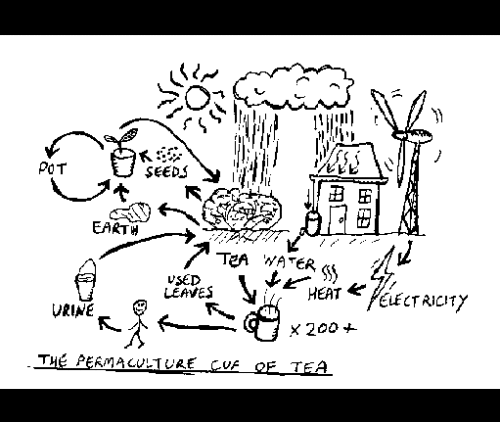 POT
SEEDS
EARTH
TEA WATER
USED
LEAVES
HEAT
ELECTRICITY
URINE
x 200+
THE PERMACULTURE CUP OF TEA